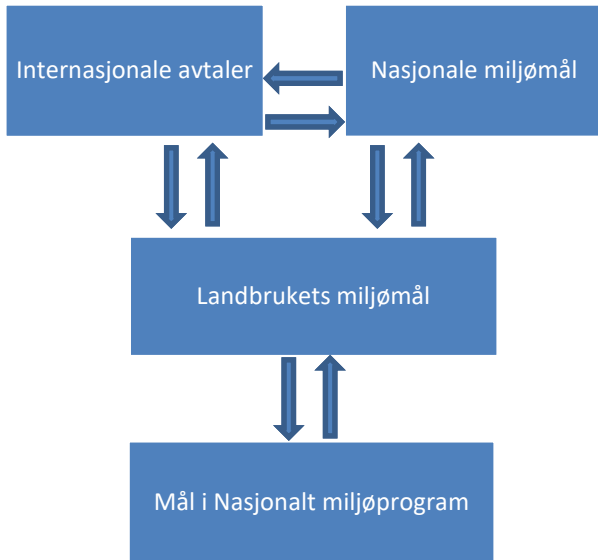 Internasjonale avtaler
Nasjonale miljømål
Landbrukets miljømål
Mål i Nasjonalt miljøprogram